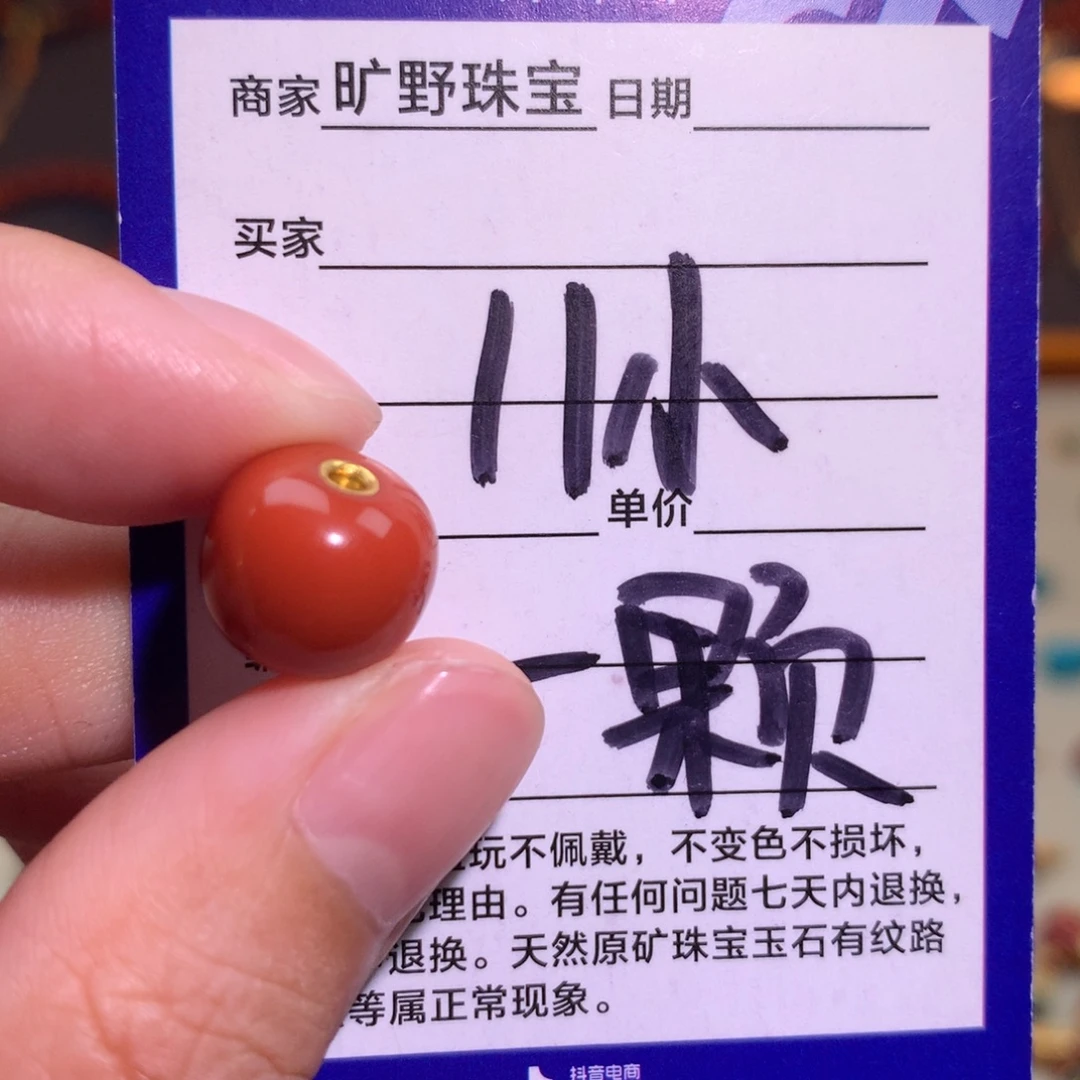 商家 旷野珠宝 日期
买家
11小
单价
一颗
玩不佩戴，不变色不损坏，
理由。有任何问题七天内退换，
退换。天然原矿珠宝玉石有纹路
等属正常现象。
抖音电商